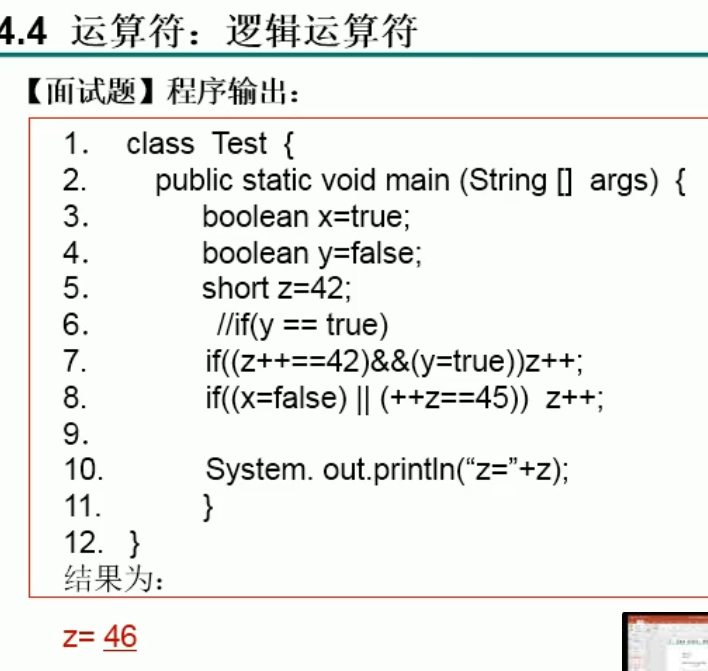 4.4 运算符：逻辑运算符
【面试题】程序输出：
1. class Test {
2. public static void main (String [] args) {
3. boolean x=true;
4. boolean y=false;
5. short z=42;
6. //if(y == true)
7. if((z++==42)&&(y=true))z++;
8. if((x=false) || (++z==45)) z++;
9.
10. System. out.println(“z=”+z);
11. }
12. }
结果为：
z= 46